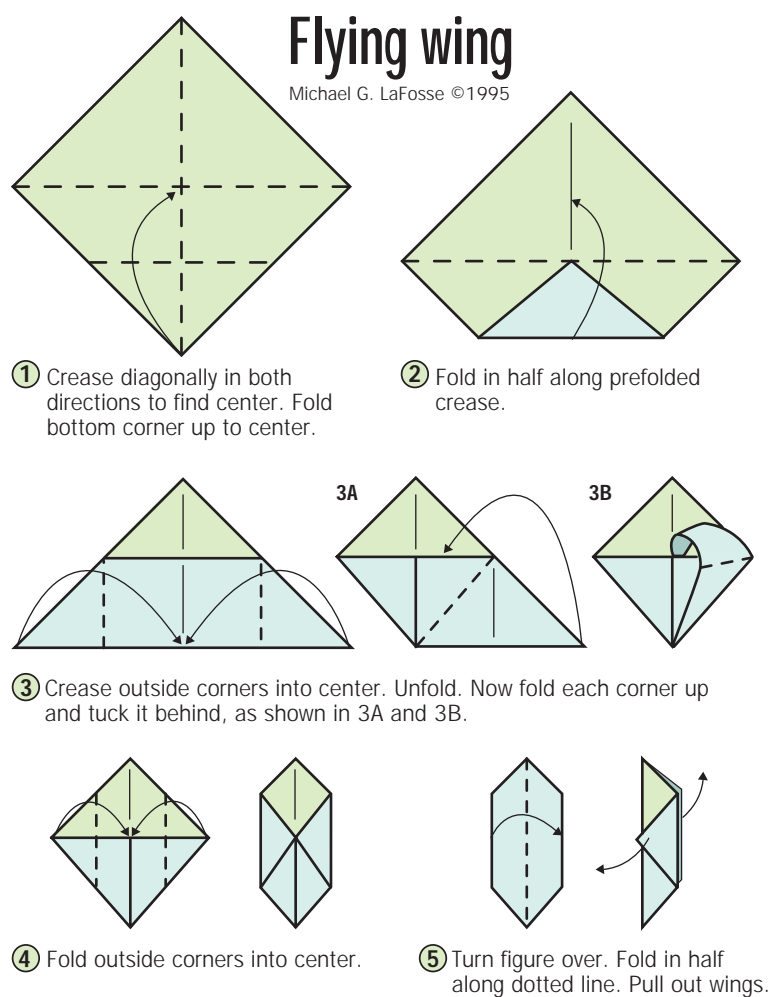 Flying wing
Michael G. LaFosse ©1995
1 Crease diagonally in both
directions to find center. Fold
bottom corner up to center.
2 Fold in half along prefolded
crease.
3A
3B
3 Crease outside corners into center. Unfold. Now fold each corner up
and tuck it behind, as shown in 3A and 3B.
4 Fold outside corners into center.
5 Turn figure over. Fold in half
along dotted line. Pull out wings.